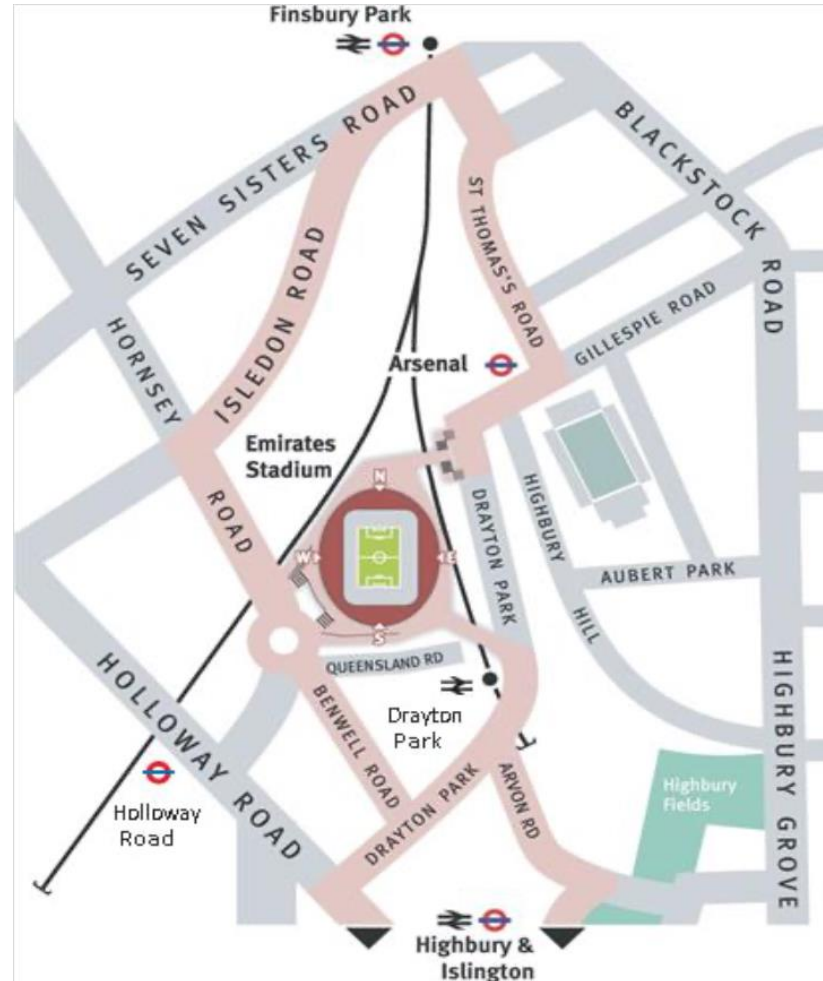 Finsbury Park
SEVEN SISTERS ROAD
BLACKSTOCK
ROAD
ISLEDON ROAD
ST THOMAS'S ROAD
HORNSEY
ROAD
GILLESPIE ROAD
Arsenal
Emirates
Stadium
N
W
E
S
DRAYTON PARK
HIGHBURY
HILL
AUBERT PARK
QUEENSLAND RD
HOLLOWAY ROAD
BENWELL ROAD
Drayton
Park
HIGHBURY GROVE
Holloway
Road
DRAYTON PARK
ARVON RD
Highbury
Fields
Highbury &
Islington